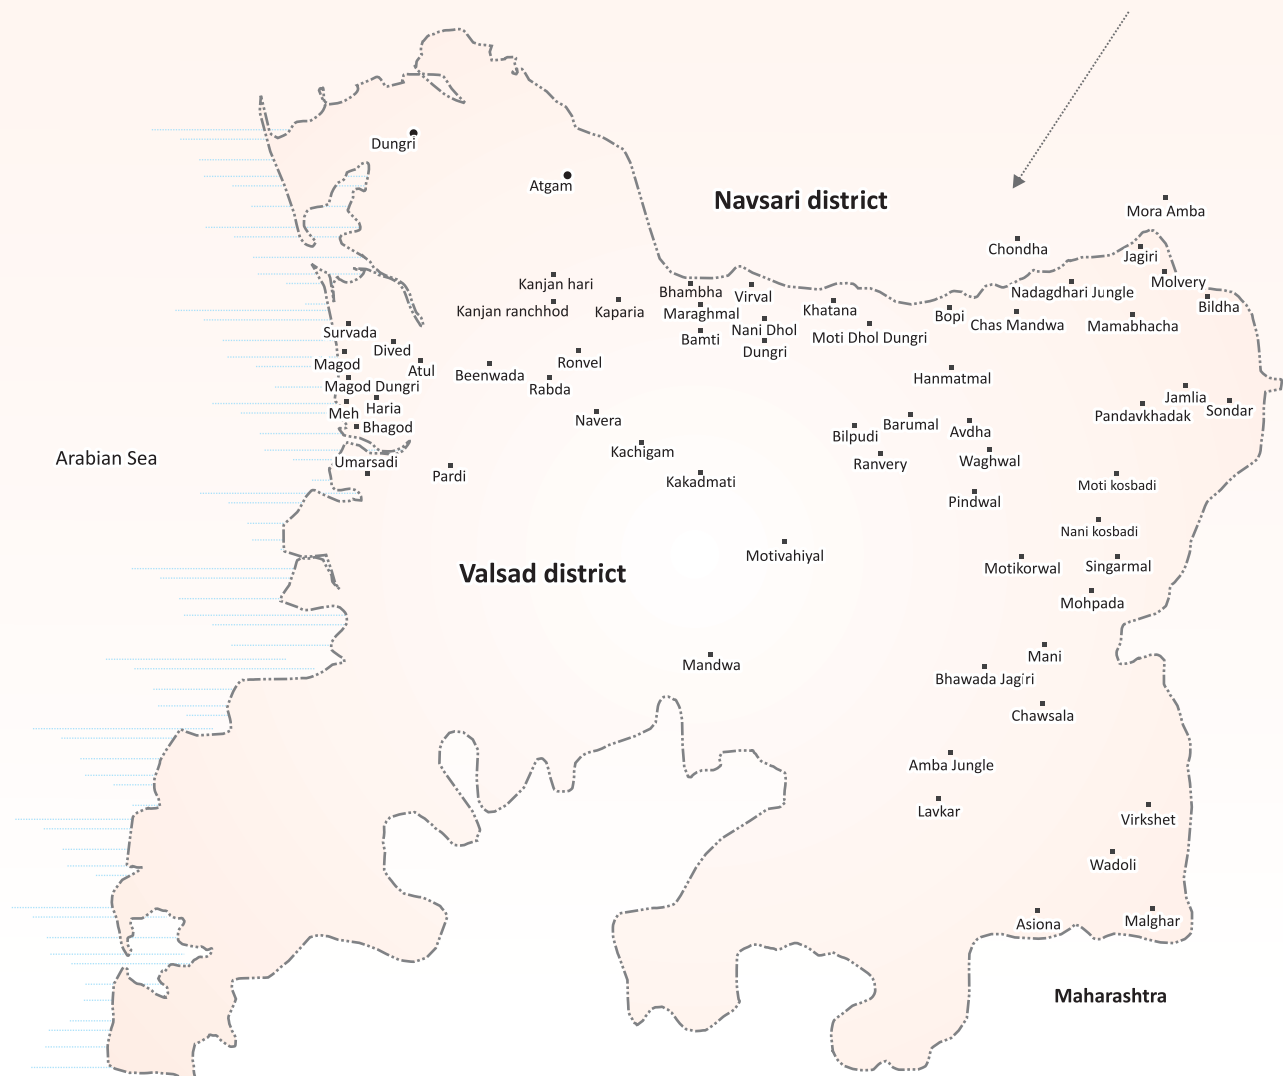 Dungri
Atgam
Navsari district
Mora Amba
Chondha
Jagiri
Kanjan hari
Molvery
Bhambha
Virval
Nadagdhari Jungle
Bildha
Kanjan ranchhod
Kaparia
Maraghmal
Khatana
Bopi
Chas Mandwa
Mamabhacha
Survada
Nani Dhol
Bamti
Moti Dhol Dungri
Dived
Dungri
Magod
Atul
Ronvel
Beenwada
Hanmatmal
Magod Dungri
Rabda
Jamlia
Meh
Haria
Pandavkhadak
Sondar
Bhagod
Navera
Barumal
Bilpudi
Avdha
Arabian Sea
Umarsadi
Kachigam
Ranvery
Waghwal
Pardi
Kakadmati
Moti kosbadi
Pindwal
Nani kosbadi
Motivahiyal
Valsad district
Motikorwal
Singarmal
Mohpada
Mani
Mandwa
Bhawada Jagiri
Chawsala
Amba Jungle
Lavkar
Virkshet
Wadoli
Asiona
Malghar
Maharashtra